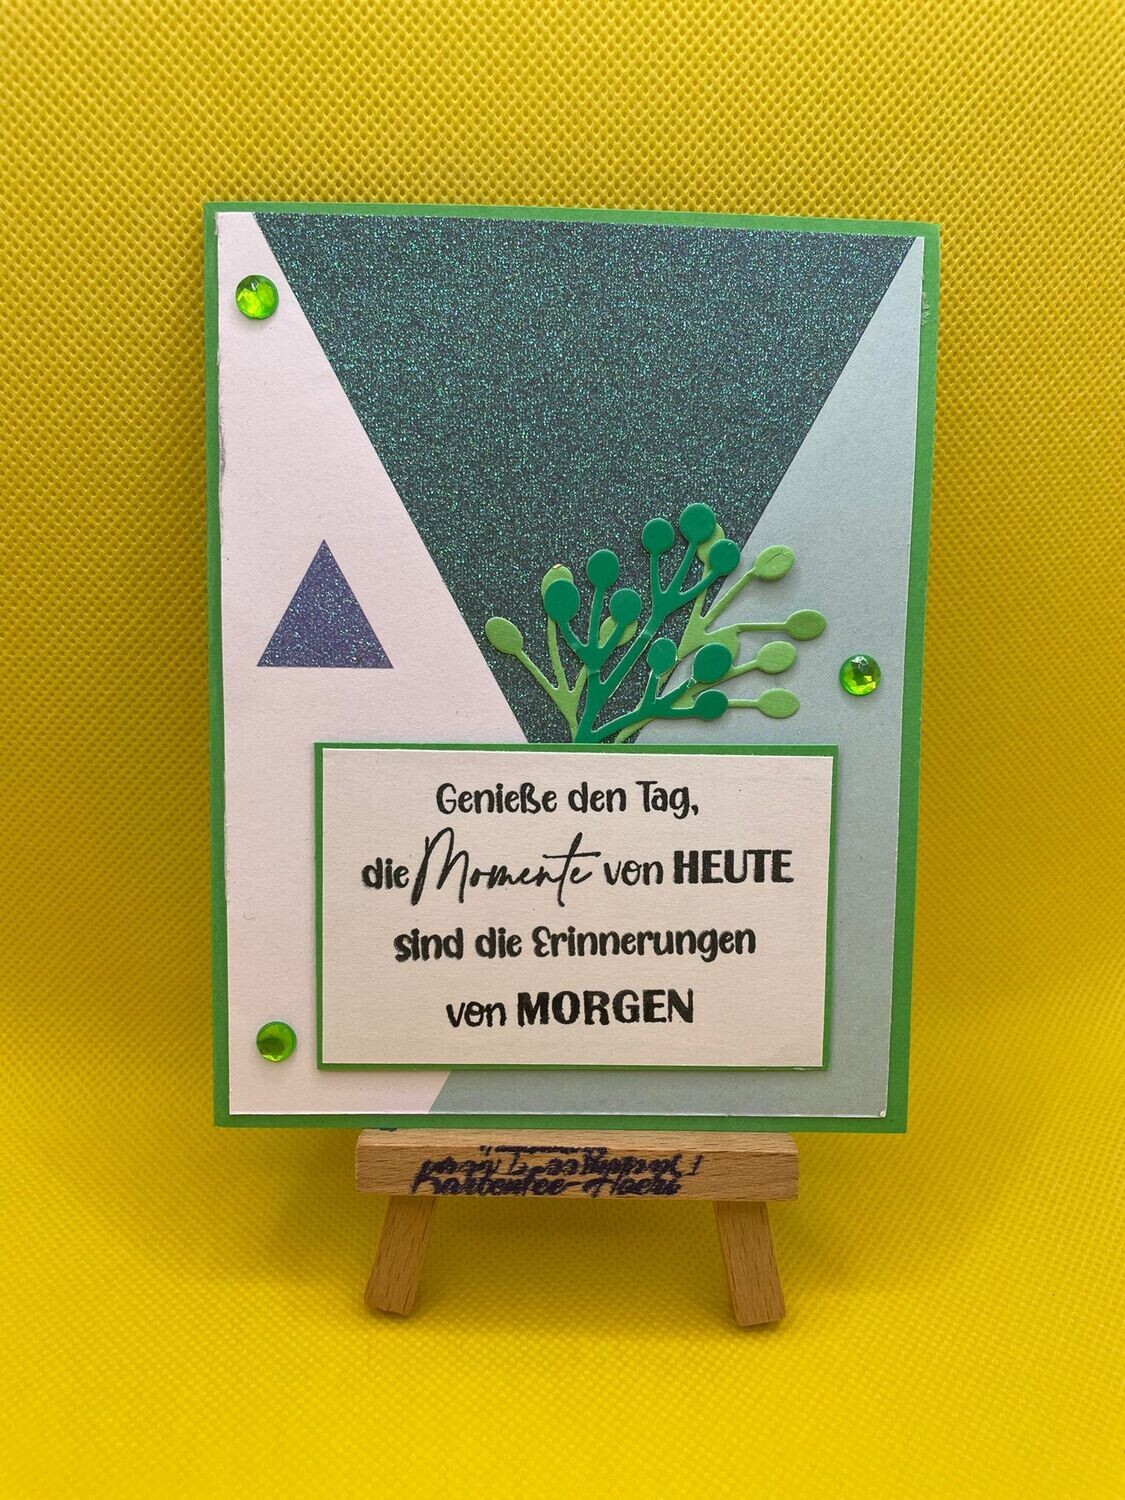 Genieße den Tag,
die Momente von HEUTE
sind die Erinnerungen
von MORGEN